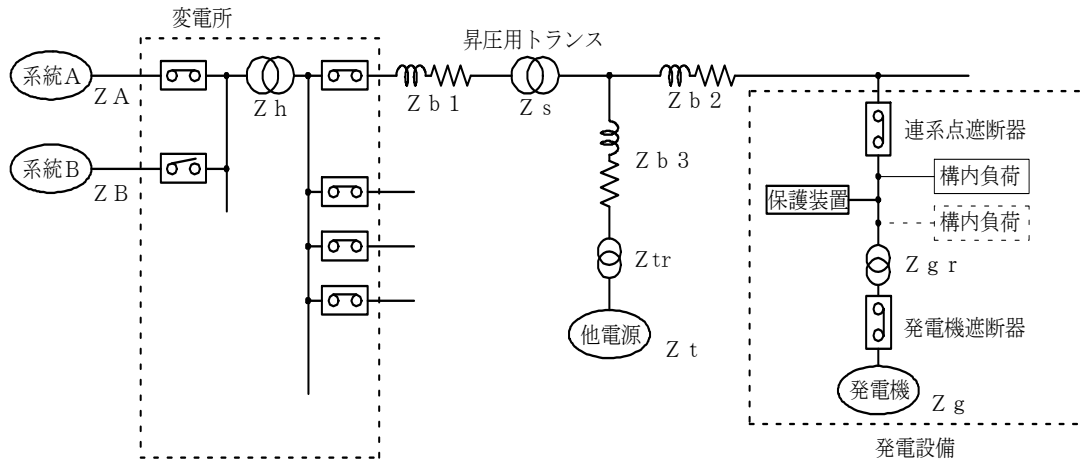 変電所
昇圧用トランス
系統A
ZA
Zh
Zb1
Zs
Zb2
連系点遮断器
系統B
ZB
Zb3
構内負荷
保護装置
構内負荷
Ztr
Zgr
他電源
Zt
発電機遮断器
発電機
Zg
発電設備